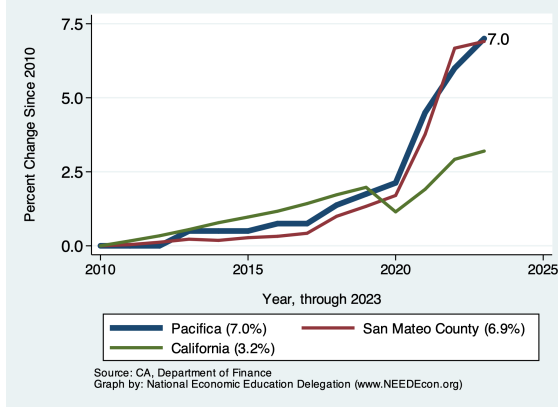 Percent Change Since 2010
7.5
5.0
2.5
0.0
7.0
2010 2015 2020 2025
Year, through 2023
Pacifica (7.0%) San Mateo County (6.9%)
California (3.2%)
Source: CA, Department of Finance
Graph by: National Economic Education Delegation (www.NEEDEcon.org)